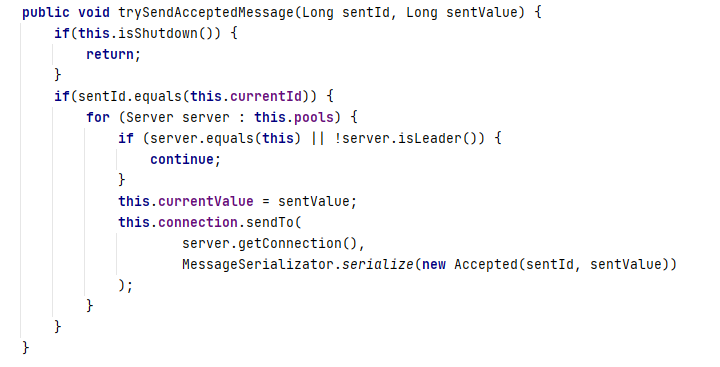 public void trySendAcceptedMessage(Long sentId, Long sentValue) {
    if(this.isShutdown()) {
        return;
    }
    if(sentId.equals(this.currentId)) {
        for (Server server : this.pools) {
            if (server.equals(this) || !server.isLeader()) {
                continue;
            }
            this.currentValue = sentValue;
            this.connection.sendTo(
                    server.getConnection(),
                    MessageSerializator.serialize(new Accepted(sentId, sentValue))
            );
        }
    }
}